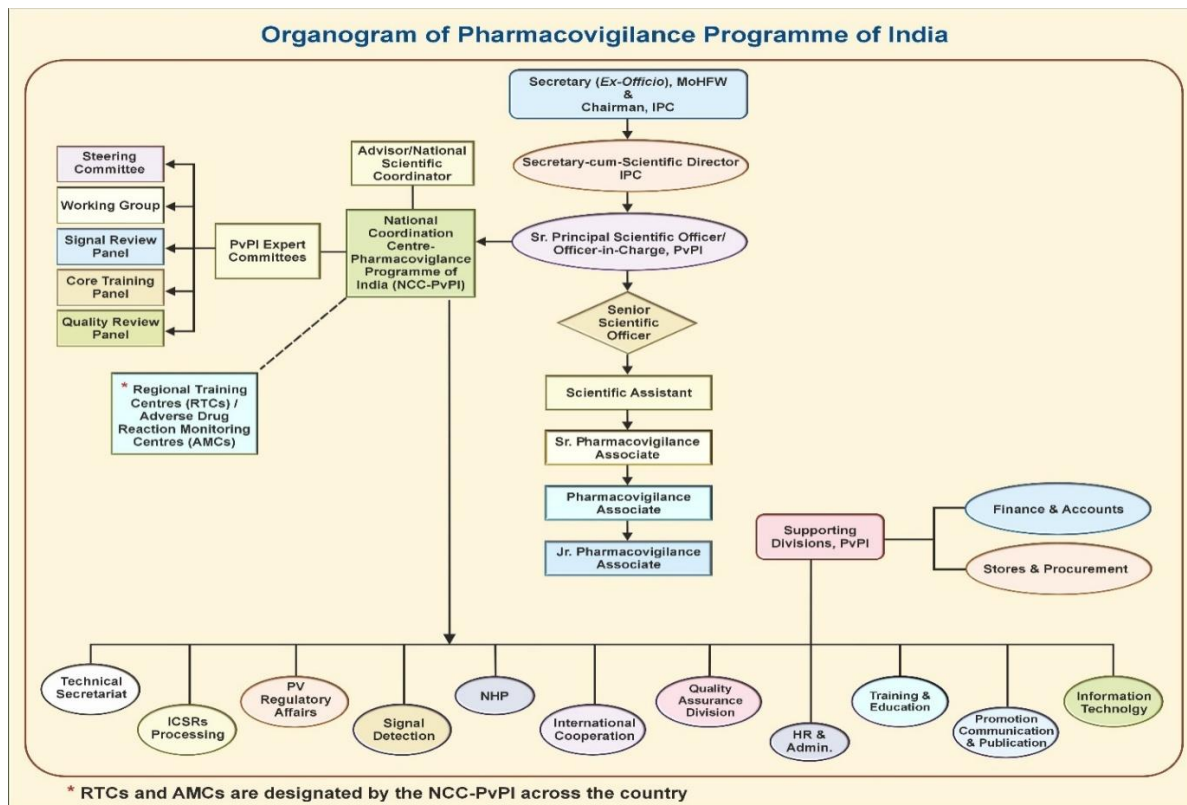 Organogram of Pharmacovigilance Programme of India
Secretary (Ex-Officio), MoHFW
&
Chairman, IPC
Secretary-cum-Scientific Director
IPC
Sr. Principal Scientific Officer/
Officer-in-Charge, PvPI
Advisor/National
Scientific
Coordinator
National
Coordination
Centre-
Pharmacoviglance
Programme of
India (NCC-PvPI)
PvPI Expert
Committees
Steering
Committee
Working Group
Signal Review
Panel
Core Training
Panel
Quality Review
Panel
* Regional Training
Centres (RTCs) /
Adverse Drug
Reaction Monitoring
Centres (AMCs)
Senior
Scientific
Officer
Scientific Assistant
Sr. Pharmacovigilance
Associate
Pharmacovigilance
Associate
Jr. Pharmacovigilance
Associate
Supporting
Divisions, PvPI
Finance & Accounts
Stores & Procurement
Technical
Secretariat
ICSRs
Processing
PV
Regulatory
Affairs
Signal
Detection
NHP
International
Cooperation
Quality
Assurance
Division
HR &
Admin.
Training &
Education
Promotion
Communication
& Publication
Information
Technolgy
* RTCs and AMCs are designated by the NCC-PvPI across the country